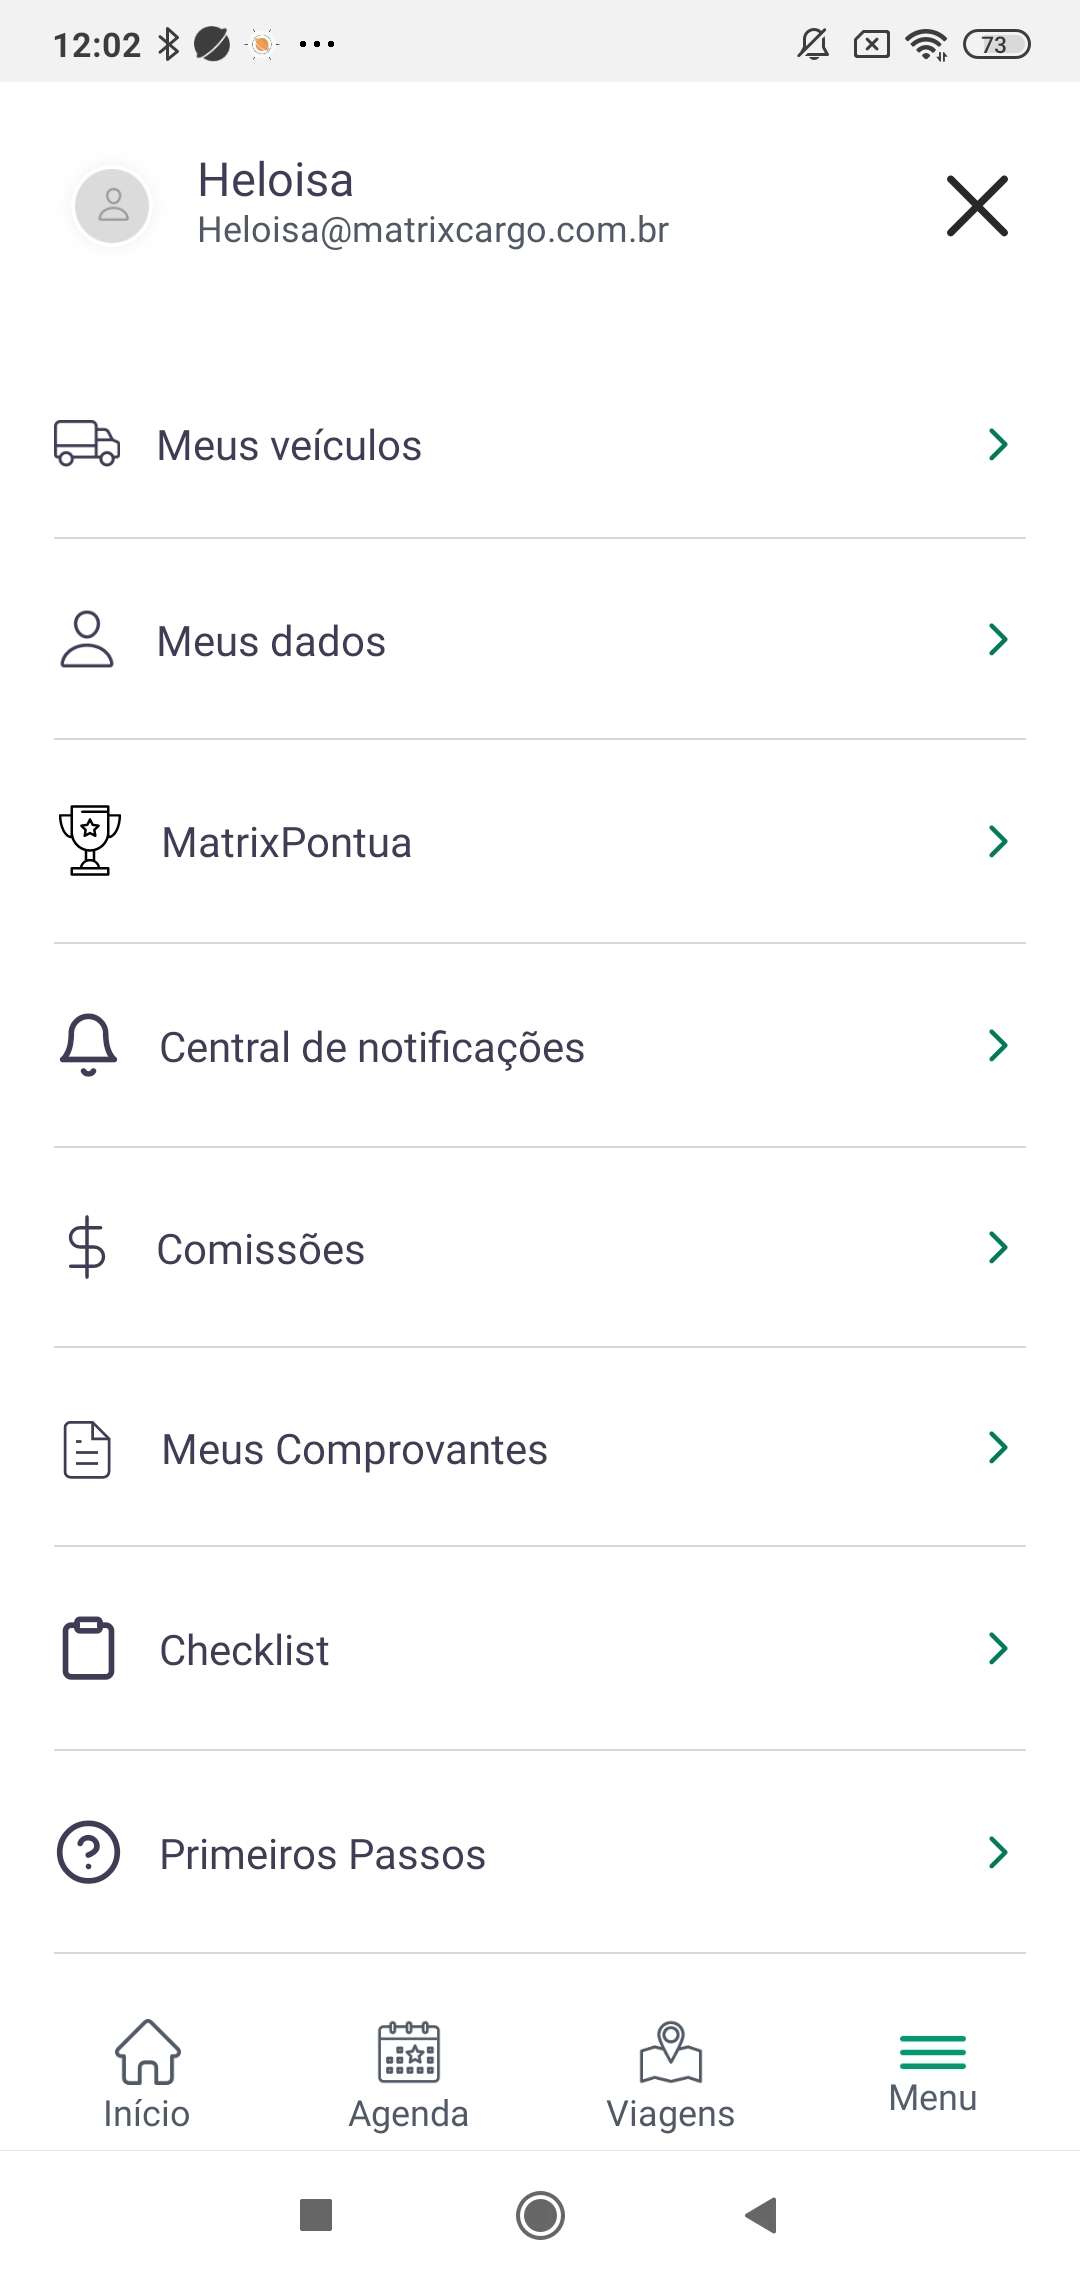 12:02
73
Heloisa
Heloisa@matrixcargo.com.br
Meus veículos
Meus dados
MatrixPontua
Central de notificações
Comissões
Meus Comprovantes
Checklist
Primeiros Passos
Início
Agenda
Viagens
Menu